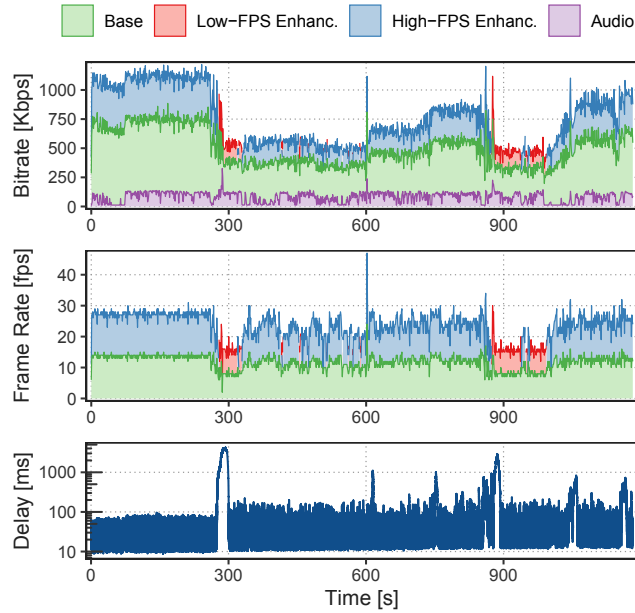 Base Low−FPS Enhanc. High−FPS Enhanc. Audio
Bitrate [Kbps]
1000
750
500
250
0
0 300 600 900
Frame Rate [fps]
40
30
20
10
0
0 300 600 900
Delay [ms]
1000
100
10
0 300 600 900
Time [s]